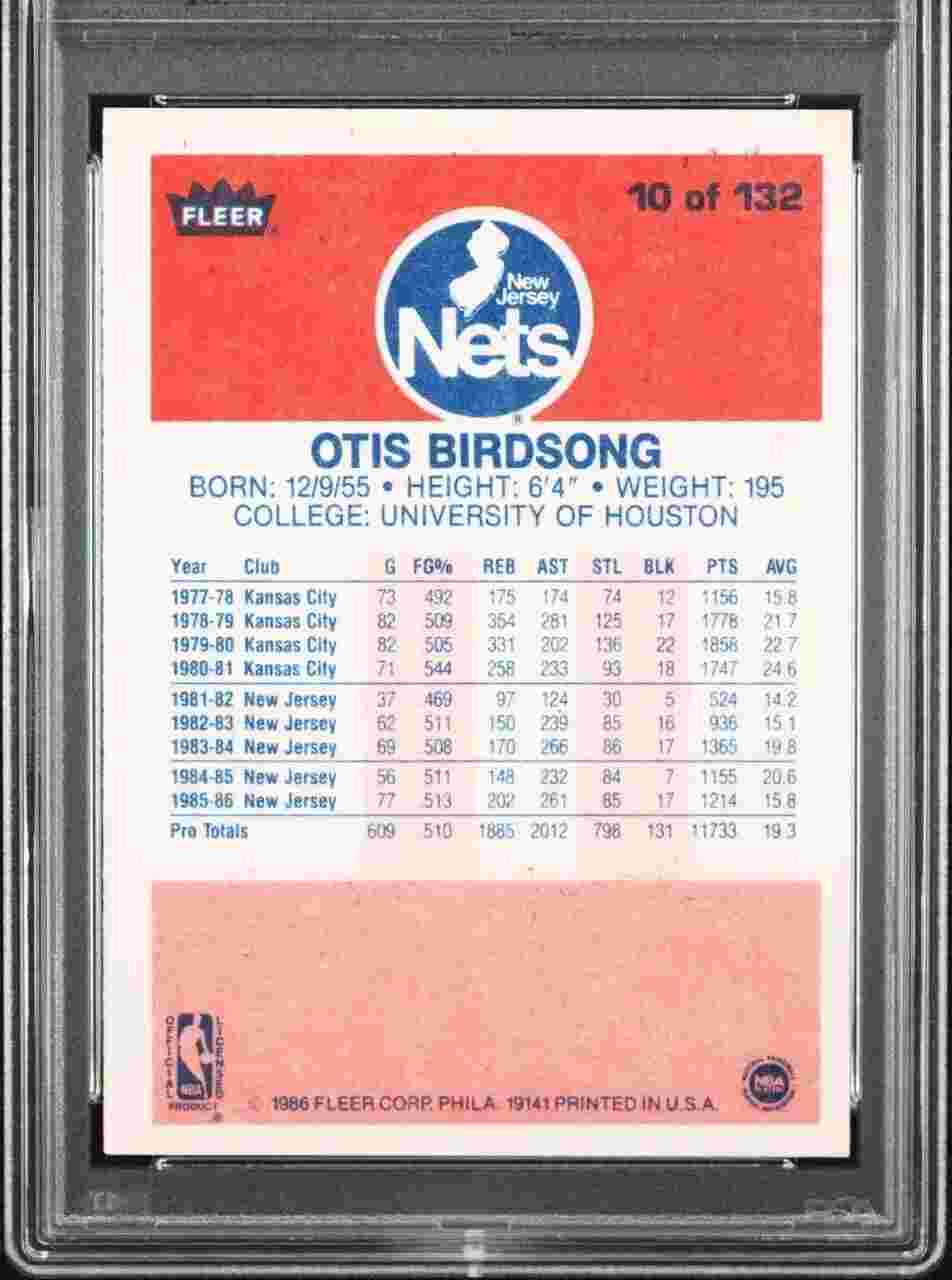 FLEER
10 of 132
New
Jersey
Nets
®
OTIS BIRDSONG
BORN: 12/9/55 • HEIGHT: 6'4" • WEIGHT: 195
COLLEGE: UNIVERSITY OF HOUSTON
Year Club G FG% REB AST STL BLK PTS AVG
1977-78 Kansas City 73 492 175 174 74 12 1156 15.8
1978-79 Kansas City 82 509 354 281 125 17 1778 21.7
1979-80 Kansas City 82 505 331 202 136 22 1858 22.7
1980-81 Kansas City 71 544 258 233 93 18 1747 24.6
1981-82 New Jersey 37 469 97 124 30 5 524 14.2
1982-83 New Jersey 62 511 150 239 85 16 936 15.1
1983-84 New Jersey 69 508 170 266 86 17 1365 19.8
1984-85 New Jersey 56 511 148 232 84 7 1155 20.6
1985-86 New Jersey 77 .513 202 261 85 17 1214 15.8
Pro Totals 609 .510 1885 2012 798 131 11733 19.3
OFFICIAL LICENSED
NBA
PRODUCT
®
© 1986 FLEER CORP. PHILA. 19141 PRINTED IN U.S.A.
NBA